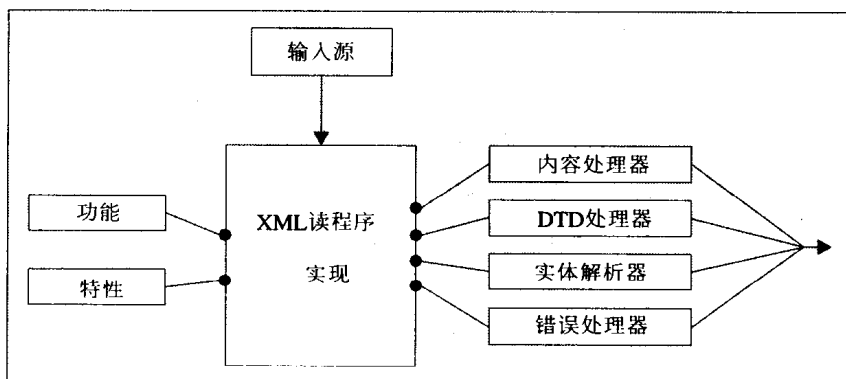 输入源
内容处理器
功能
XML读程序
DTD处理器
实现
实体解析器
特性
错误处理器